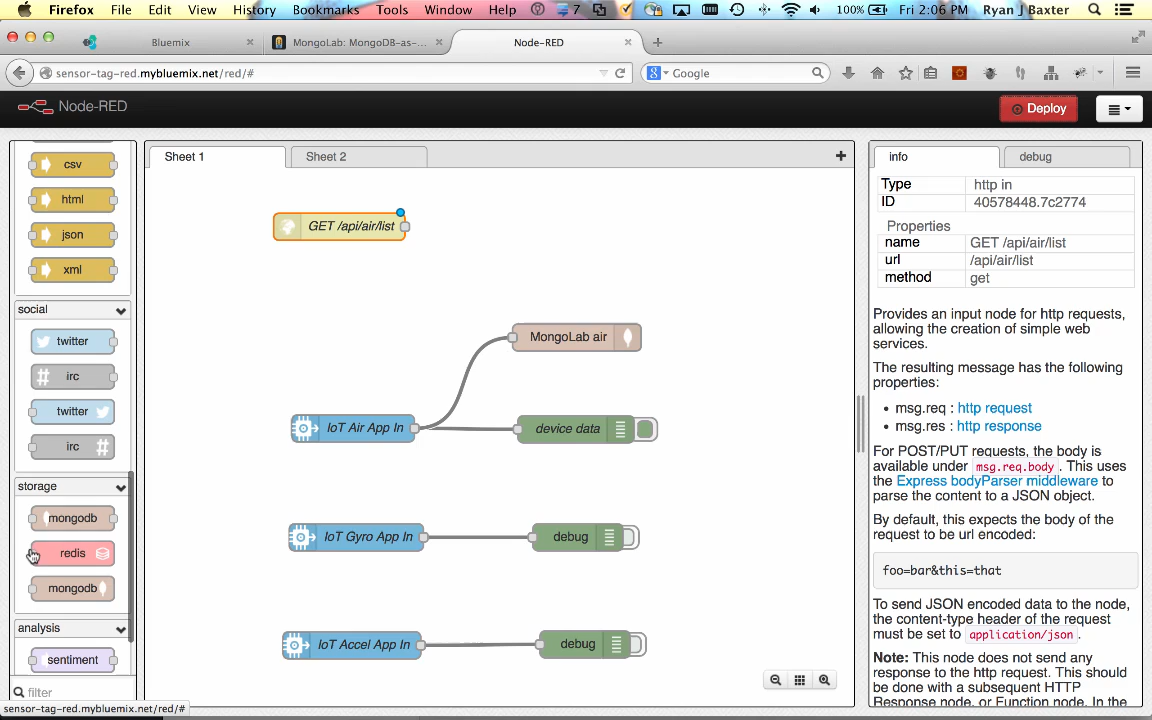 Firefox File Edit View History Bookmarks Tools Window Help 7 100% Fri 2:06 PM Ryan J Baxter
Bluemix MongoLab: MongoDB-as-... Node-RED
sensor-tag-red.mybluemix.net/red/# Google
Node-RED Deploy
csv
html
json
xml
social
twitter
irc
twitter
irc
storage
mongodb
redis
mongodb
analysis
sentiment
filter
sensor-tag-red.mybluemix.net/red/#
Sheet 1 Sheet 2
GET /api/air/list
MongoLab air
IoT Air App In device data
IoT Gyro App In debug
IoT Accel App In debug
info debug
Type http in
ID 40578448.7c2774
Properties
name GET /api/air/list
url /api/air/list
method get
Provides an input node for http requests,
allowing the creation of simple web
services.
The resulting message has the following
properties:
• msg.req : http request
• msg.res : http response
For POST/PUT requests, the body is
available under msg.req.body. This uses
the Express bodyParser middleware to
parse the content to a JSON object.
By default, this expects the body of the
request to be url encoded:
foo=bar&this=that
To send JSON encoded data to the node,
the content-type header of the request
must be set to application/json.
Note: This node does not send any
response to the http request. This should
be done with a subsequent HTTP
Response node, or Function node. In the